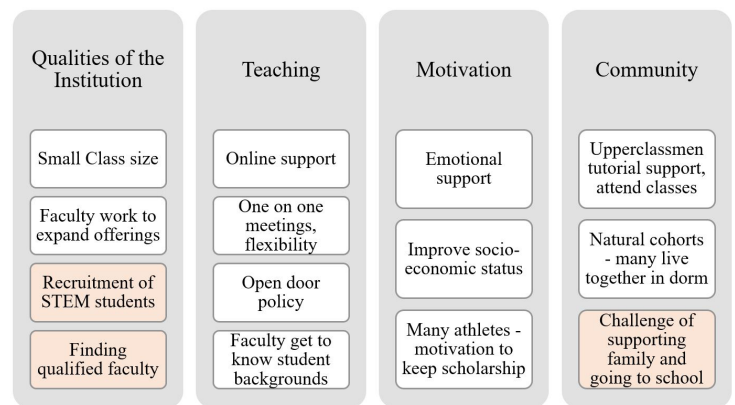 Qualities of the
Institution
Small Class size
Faculty work to
expand offerings
Recruitment of
STEM students
Finding
qualified faculty
Teaching
Online support
One on one
meetings,
flexibility
Open door
policy
Faculty get to
know student
backgrounds
Motivation
Emotional
support
Improve socio-
economic status
Many athletes -
motivation to
keep scholarship
Community
Upperclassmen
tutorial support,
attend classes
Natural cohorts
- many live
together in dorm
Challenge of
supporting
family and
going to school